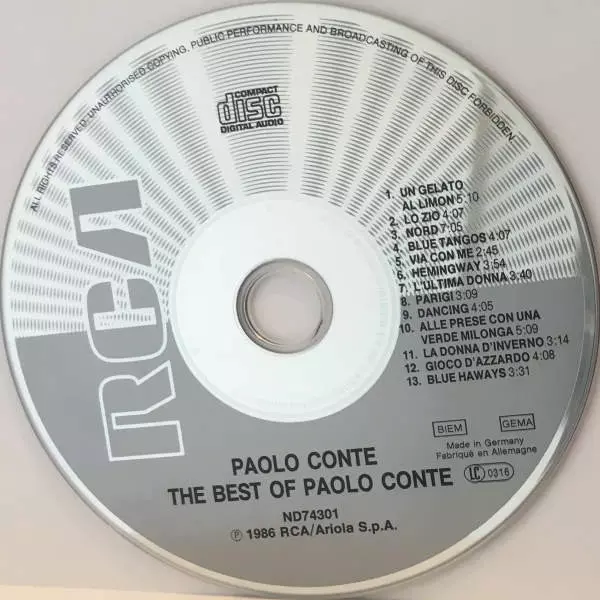 ALL RIGHTS RESERVED. UNAUTHORISED COPYING, PUBLIC PERFORMANCE AND BROADCASTING OF THIS DISC FORBIDDEN
COMPACT
disc
DIGITAL AUDIO
RCA
1. UN GELATO
AL LIMON 5:10
2. LO ZIO 4:07
3. NORD 7:05
4. BLUE TANGOS 4:07
5. VIA CON ME 2:45
6. HEMINGWAY 3:54
7. L'ULTIMA DONNA 3:40
8. PARIGI 3:09
9. DANCING 4:05
10. ALLE PRESE CON UNA
VERDE MILONGA 5:09
11. LA DONNA D'INVERNO 3:14
12. GIOCO D'AZZARDO 4:08
13. BLUE HAWAYS 3:31
BIEM GEMA
Made in Germany
Fabriqué en Allemagne
PAOLO CONTE
THE BEST OF PAOLO CONTE
LC 0316
ND74301
℗ 1986 RCA/Ariola S.p.A.